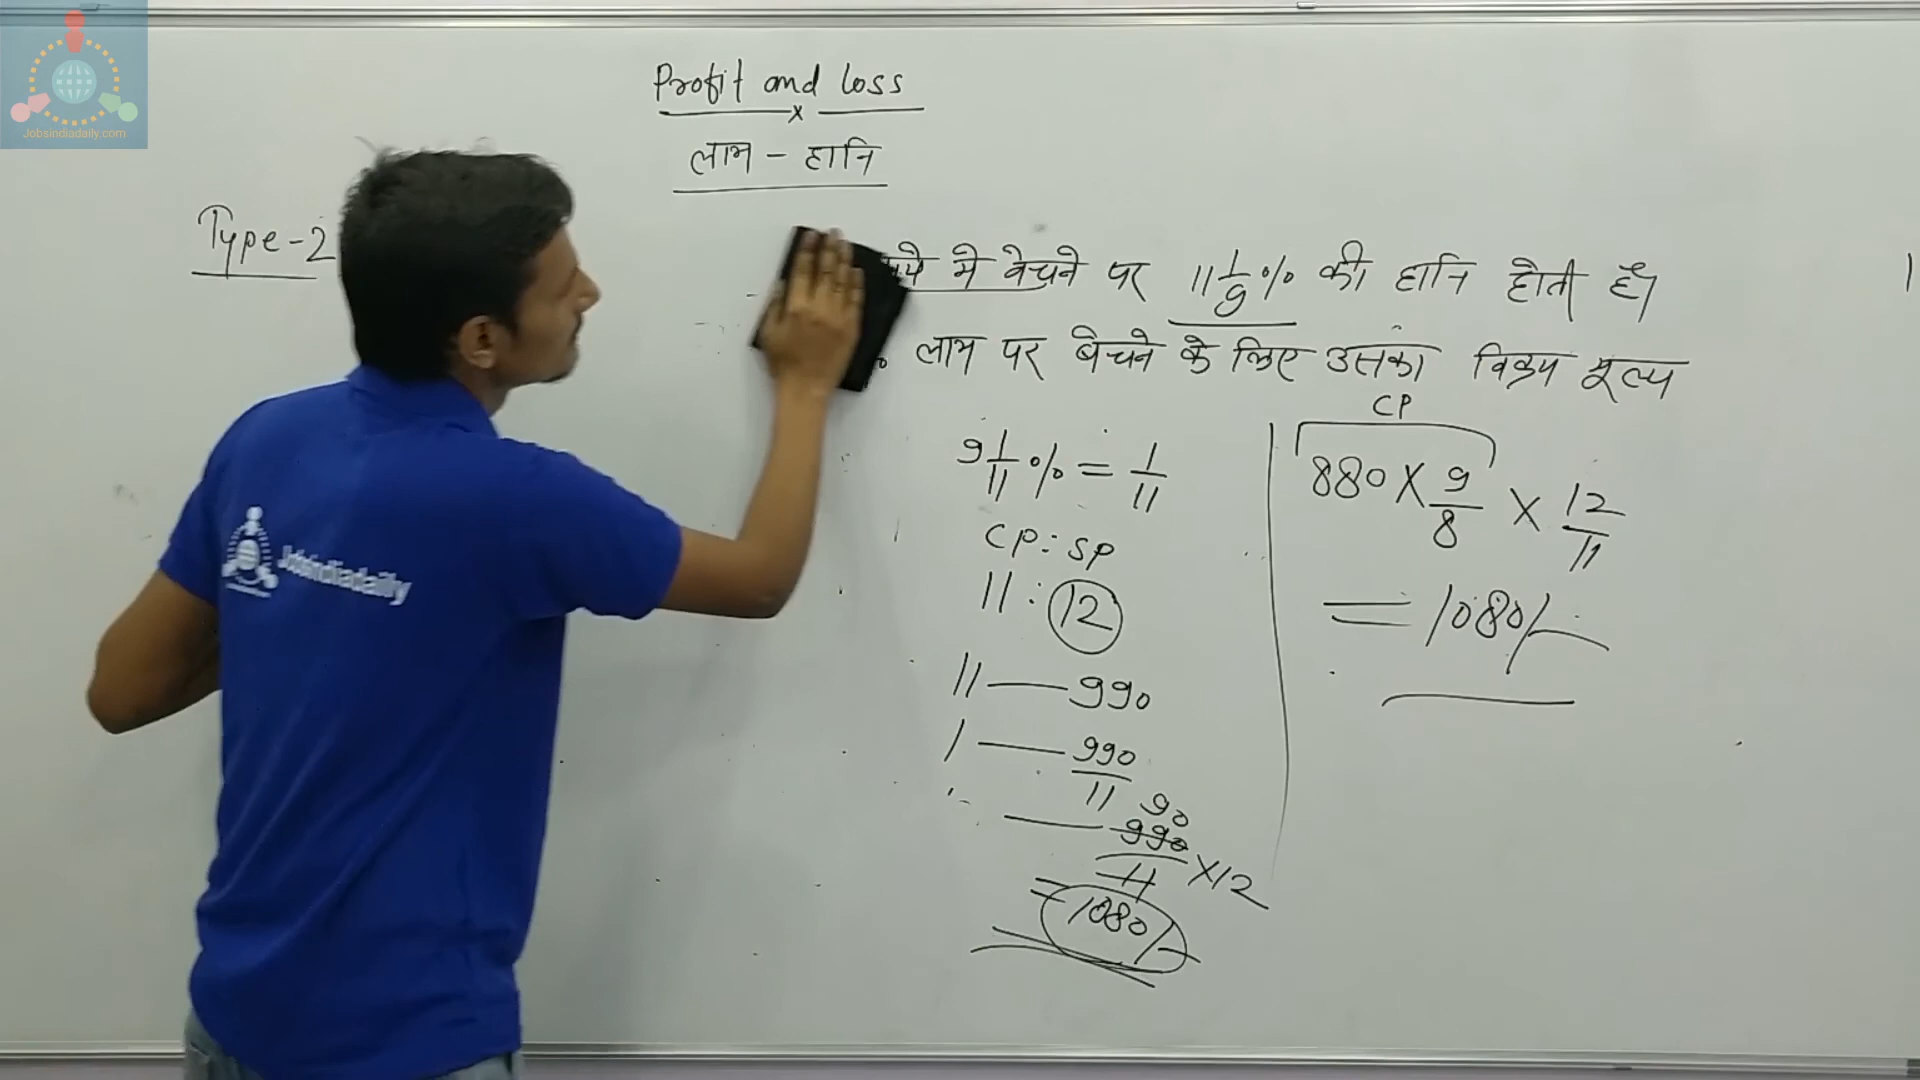 Jobsindiadaily.com
Profit and loss
x
लाभ - हानि
Type-2
मे बेचने पर 11 1/9 % की हानि होती है।
लाभ पर बेचने के लिए उसका विक्रय मूल्य
9 1/11 % = 1/11
CP : SP
11 : 12
11 — 990
1 — 990/11
— 990/11 × 12
90
= 1080/-
CP
880 × 9/8 × 12/11
= 1080/-
Jobsindiadaily